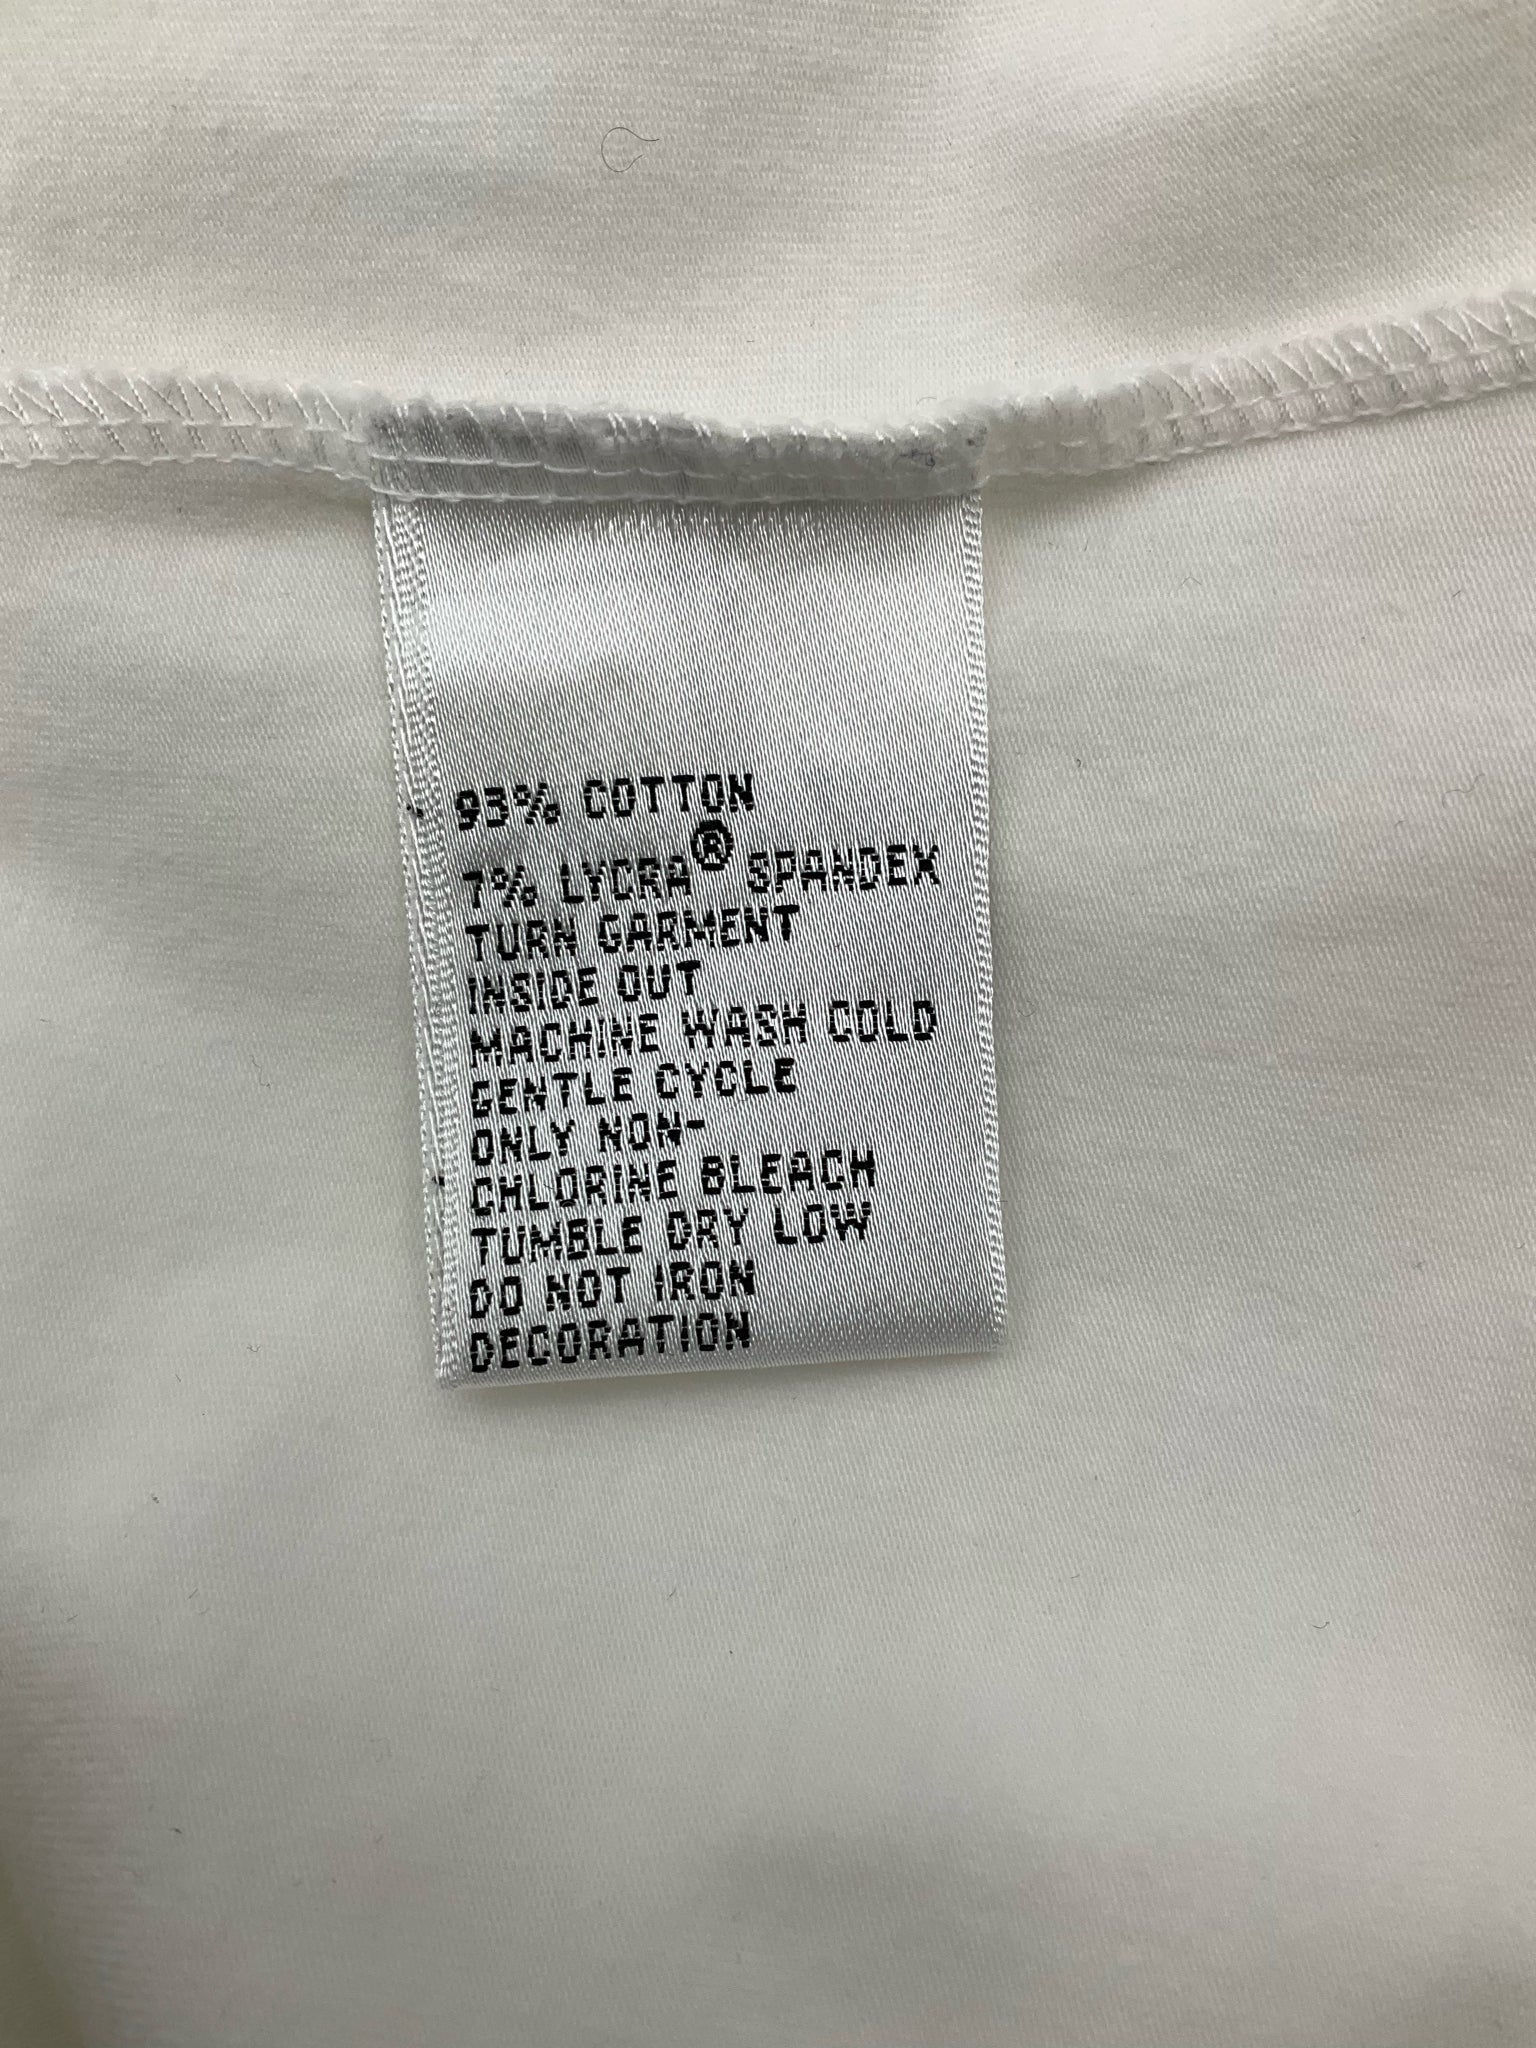 93% COTTON
7% LYCRA® SPANDEX
TURN GARMENT
INSIDE OUT
MACHINE WASH COLD
GENTLE CYCLE
ONLY NON-
CHLORINE BLEACH
TUMBLE DRY LOW
DO NOT IRON
DECORATION